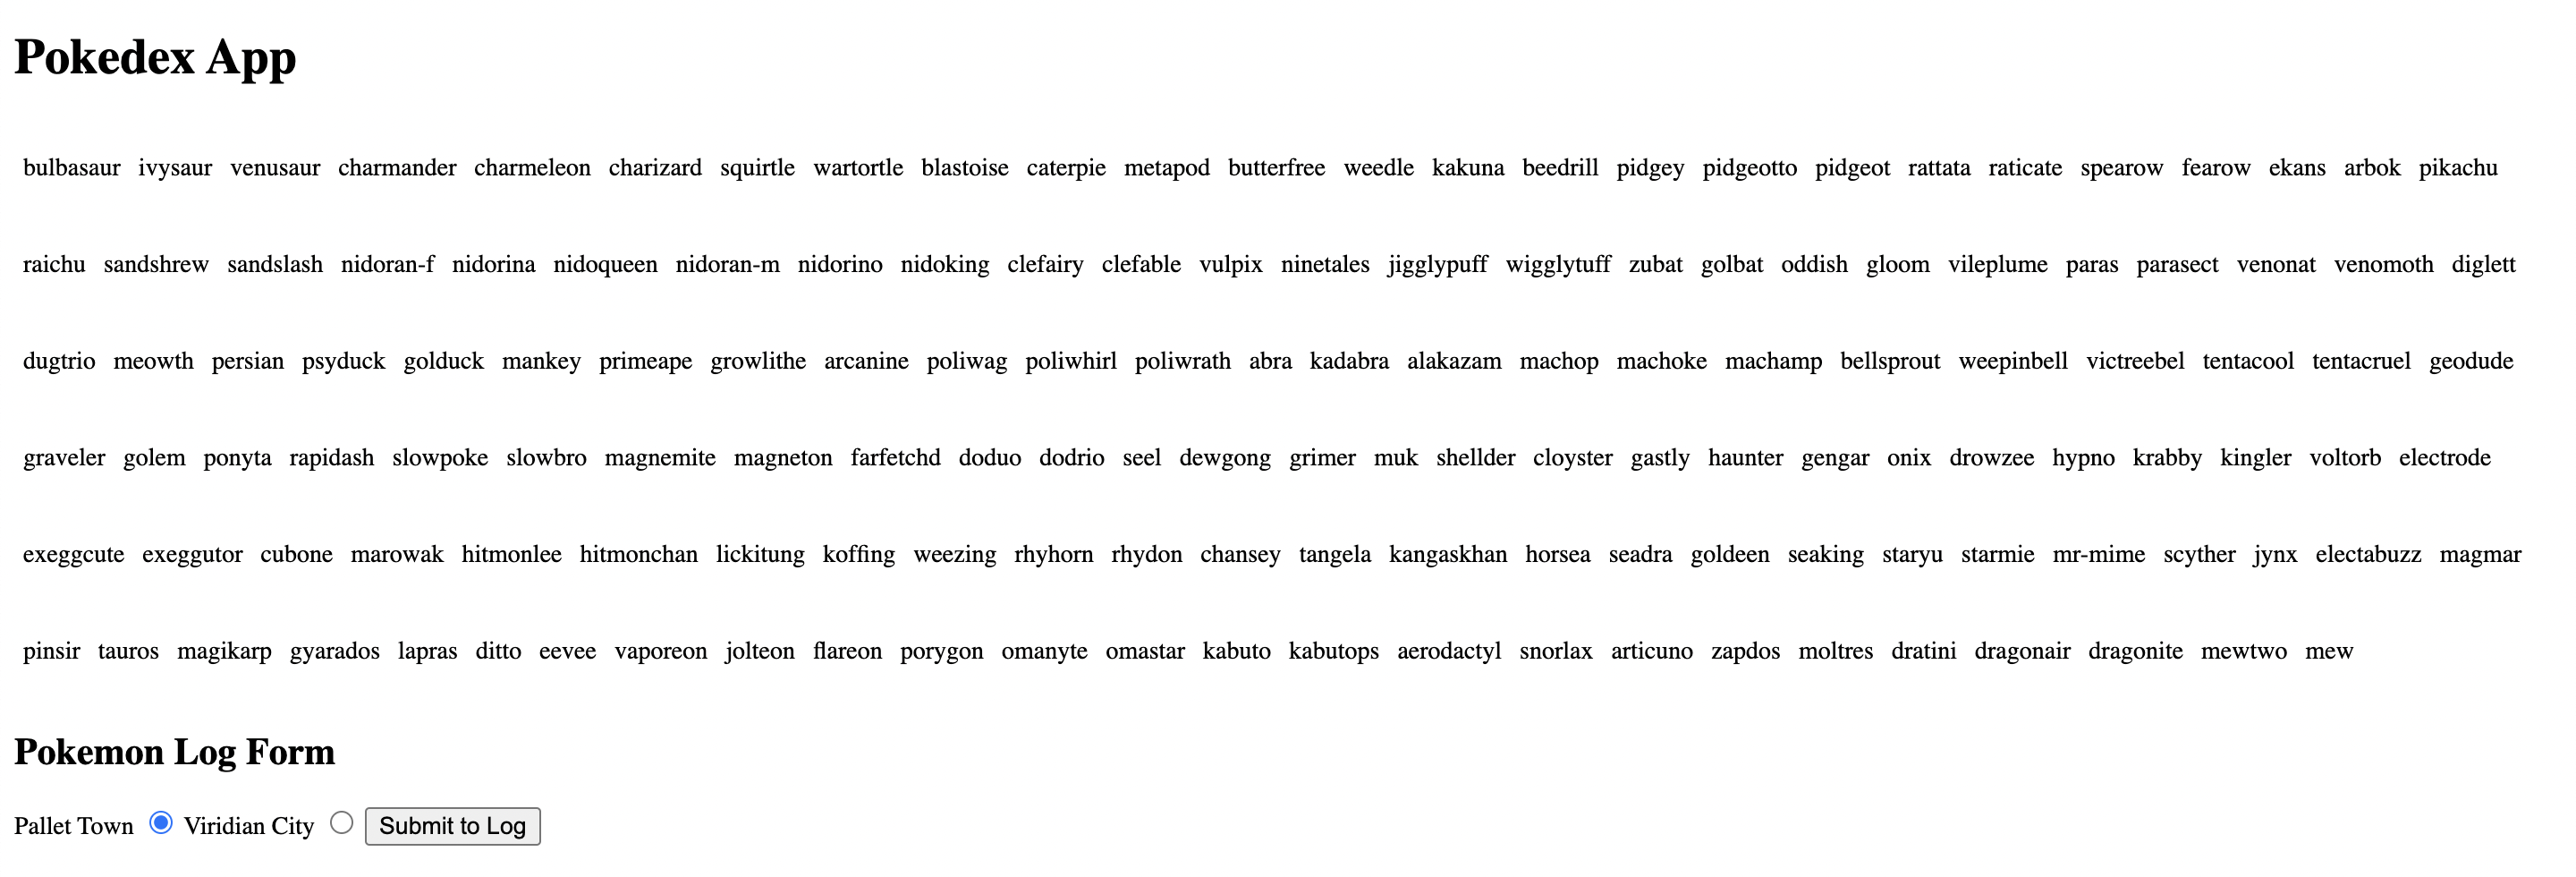 Pokedex App
bulbasaur ivysaur venusaur charmander charmeleon charizard squirtle wartortle blastoise caterpie metapod butterfree weedle kakuna beedrill pidgey pidgeotto pidgeot rattata raticate spearow fearow ekans arbok pikachu
raichu sandshrew sandslash nidoran-f nidorina nidoqueen nidoran-m nidorino nidoking clefairy clefable vulpix ninetales jigglypuff wigglytuff zubat golbat oddish gloom vileplume paras parasect venonat venomoth diglett
dugtrio meowth persian psyduck golduck mankey primeape growlithe arcanine poliwag poliwhirl poliwrath abra kadabra alakazam machop machoke machamp bellsprout weepinbell victreebel tentacool tentacruel geodude
graveler golem ponyta rapidash slowpoke slowbro magnemite magneton farfetchd doduo dodrio seel dewgong grimer muk shellder cloyster gastly haunter gengar onix drowzee hypno krabby kingler voltorb electrode
exeggcute exeggutor cubone marowak hitmonlee hitmonchan lickitung koffing weezing rhyhorn rhydon chansey tangela kangaskhan horsea seadra goldeen seaking staryu starmie mr-mime scyther jynx electabuzz magmar
pinsir tauros magikarp gyarados lapras ditto eevee vaporeon jolteon flareon porygon omanyte omastar kabuto kabutops aerodactyl snorlax articuno zapdos moltres dratini dragonair dragonite mewtwo mew
Pokemon Log Form
Pallet Town Viridian City Submit to Log